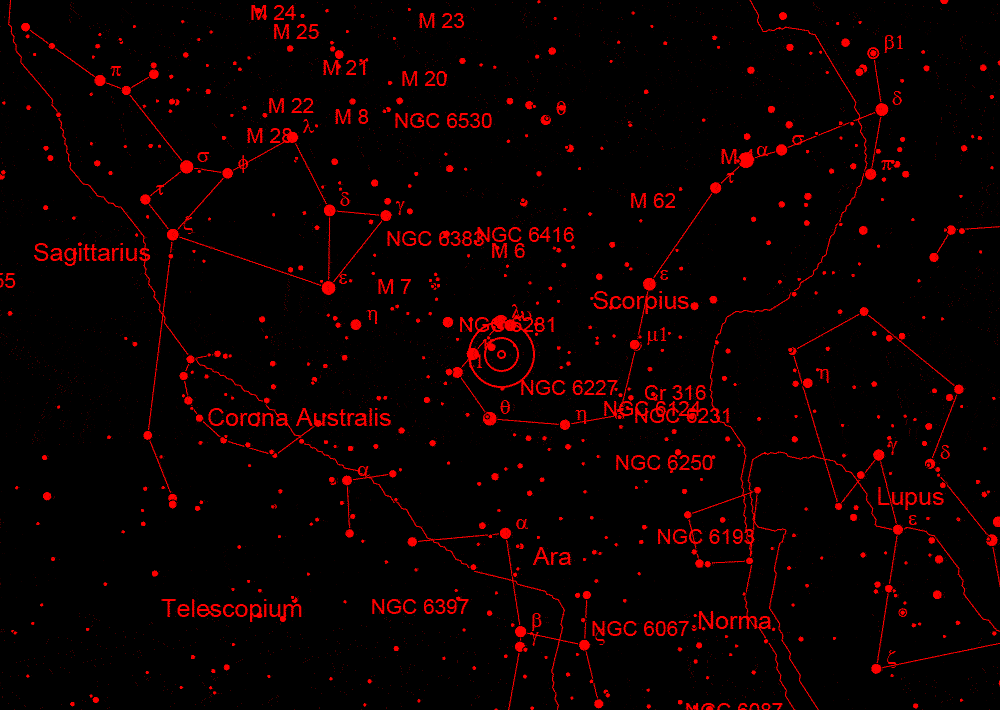 M 24
M 23
M 25
β1
M 21
π
M 20
δ
M 22
M 8
NGC 6530
θ
λ
M 28
σ
α
M
σ
φ
π
τ
τ
δ
M 62
γ
ζ
NGC 6383
NGC 6416
Sagittarius
M 6
ε
ε
55
M 7
Scorpius
η
λ
υ
NGC 6281
μ1
κ
ι
η
NGC 6227
Gr 316
θ
NGC 6124
Corona Australis
η
NGC 6231
γ
δ
NGC 6250
α
Lupus
α
ε
NGC 6193
Ara
Telescopium
NGC 6397
β
γ
NGC 6067
Norma
ζ
ζ
NGC 6087